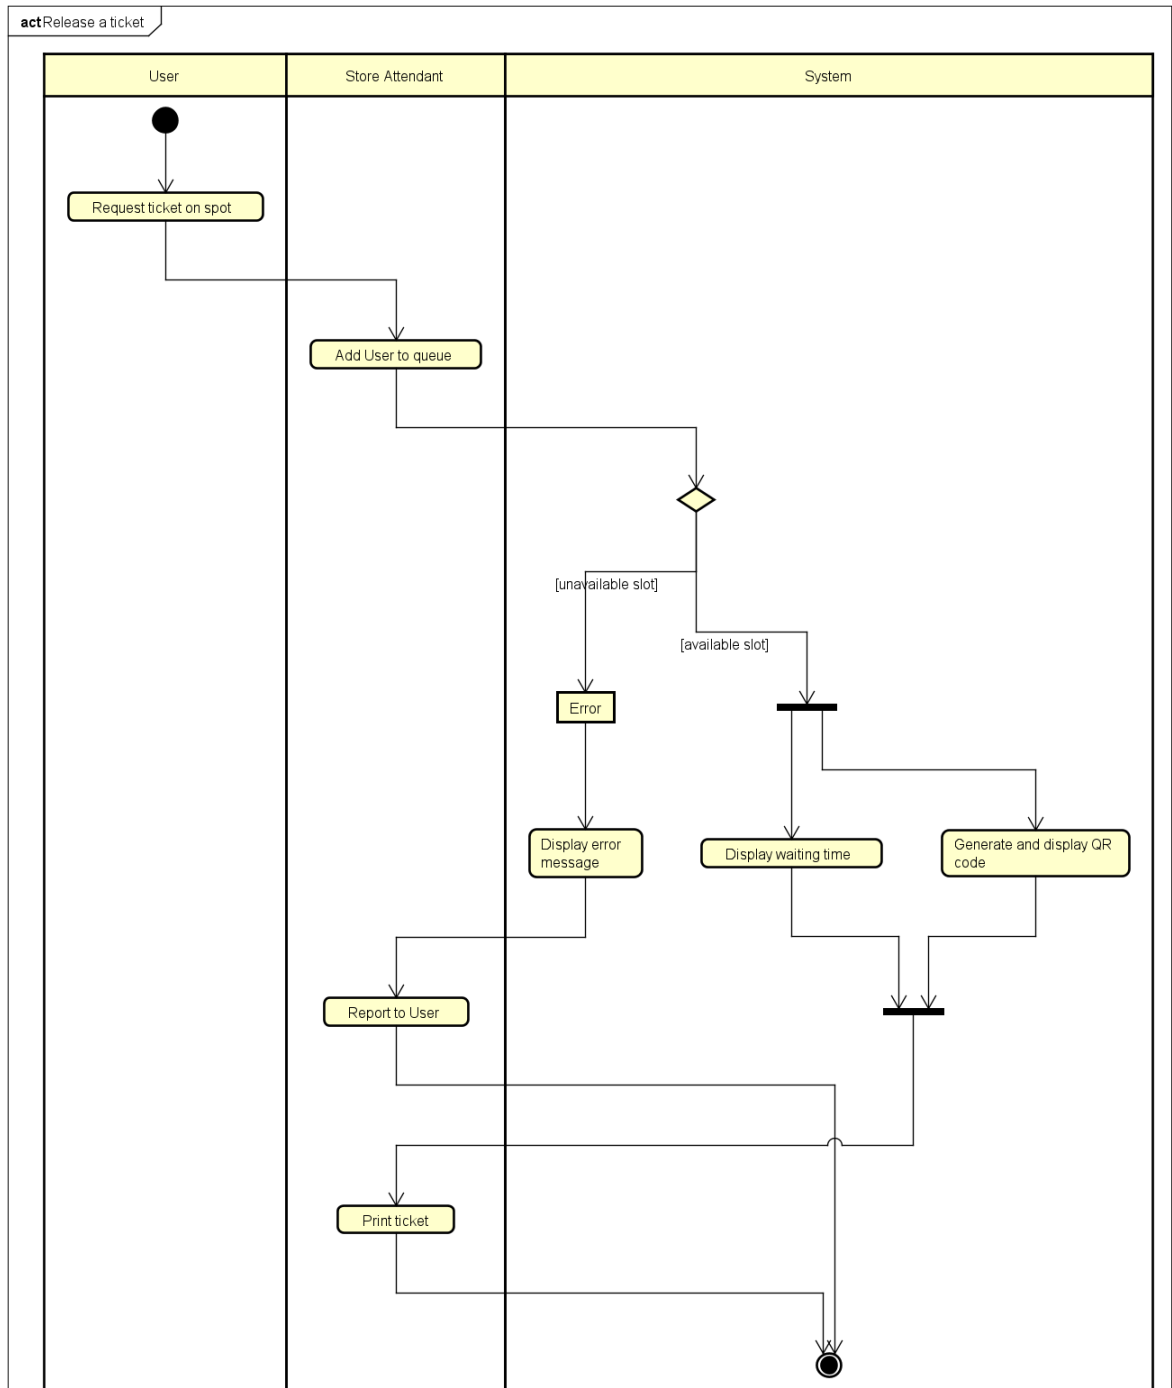 act Release a ticket
User
Store Attendant
System
Request ticket on spot
Add User to queue
[unavailable slot]
[available slot]
Error
Display error
message
Display waiting time
Generate and display QR
code
Report to User
Print ticket